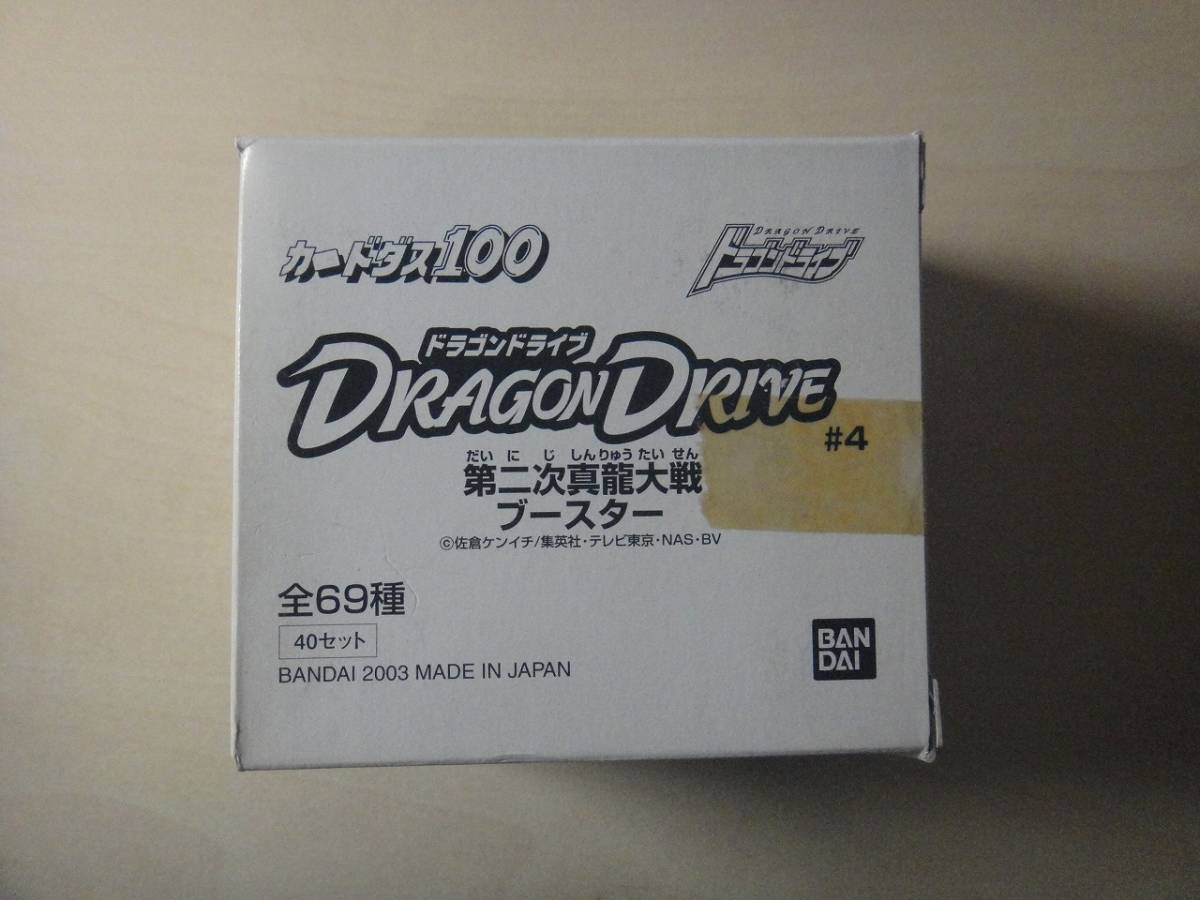 カードダス100
DRAGON DRIVE
ドラゴンドライブ
ドラゴンドライブ
DRAGON DRIVE
#4
だいにじしんりゅうたいせん
第二次真龍大戦
ブースター
©佐倉ケンイチ/集英社・テレビ東京・NAS・BV
全69種
40セット
BANDAI 2003 MADE IN JAPAN
BAN
DAI